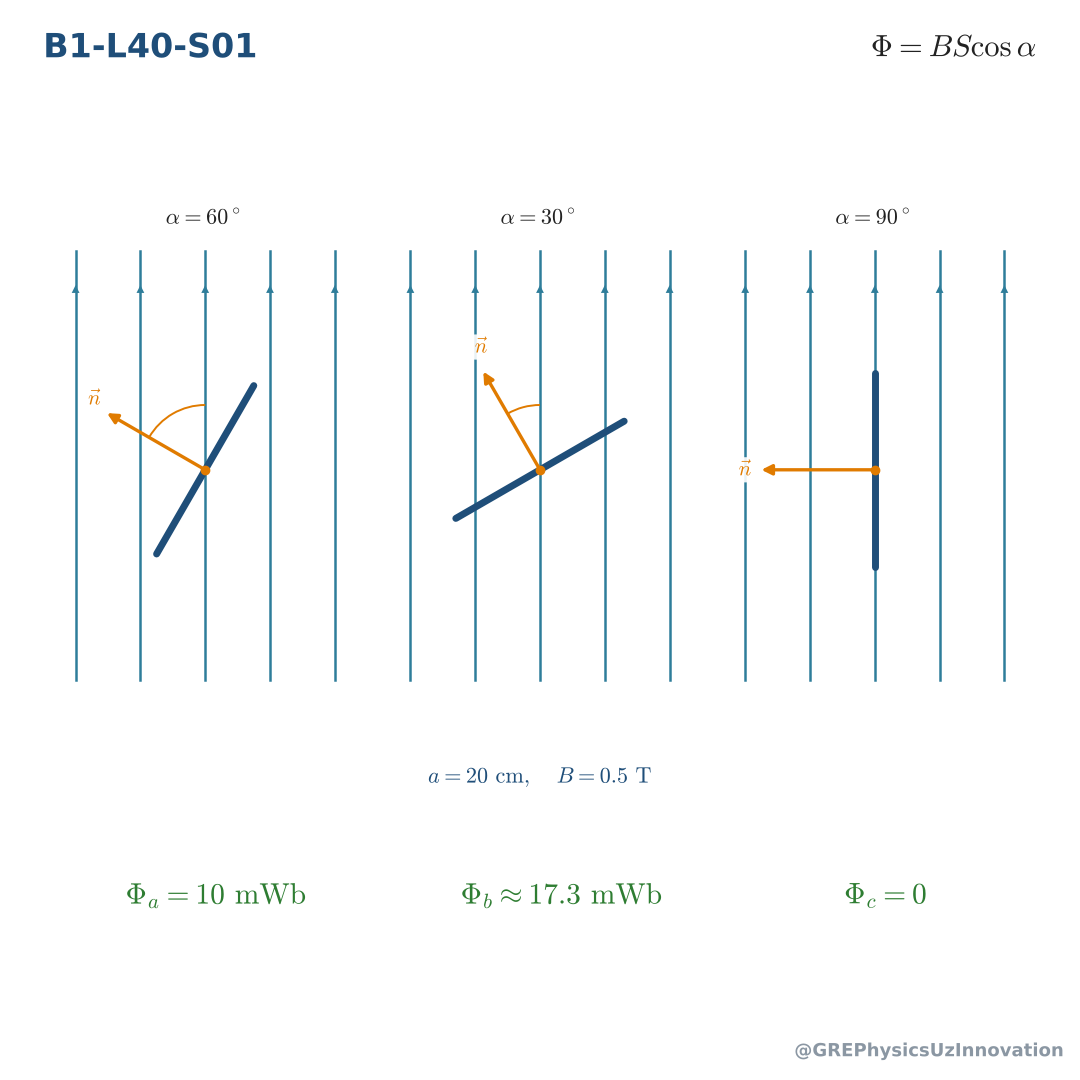 B1-L40-S01
Φ = BS cos α
α = 60°
α = 30°
α = 90°
n⃗
n⃗
n⃗
a = 20 cm, B = 0.5 T
Φₐ = 10 mWb
Φ_b ≈ 17.3 mWb
Φ_c = 0
@GREPhysicsUzInnovation